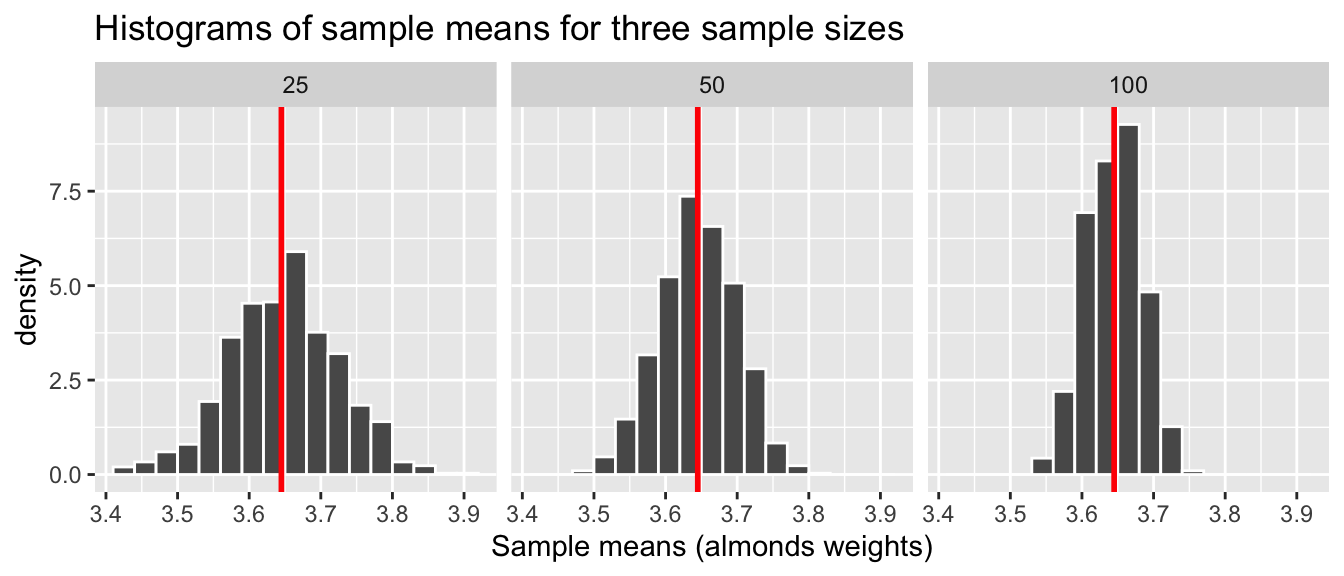 Histograms of sample means for three sample sizes
25 50 100
7.5
5.0
2.5
0.0
density
3.4 3.5 3.6 3.7 3.8 3.9 3.4 3.5 3.6 3.7 3.8 3.9 3.4 3.5 3.6 3.7 3.8 3.9
Sample means (almonds weights)